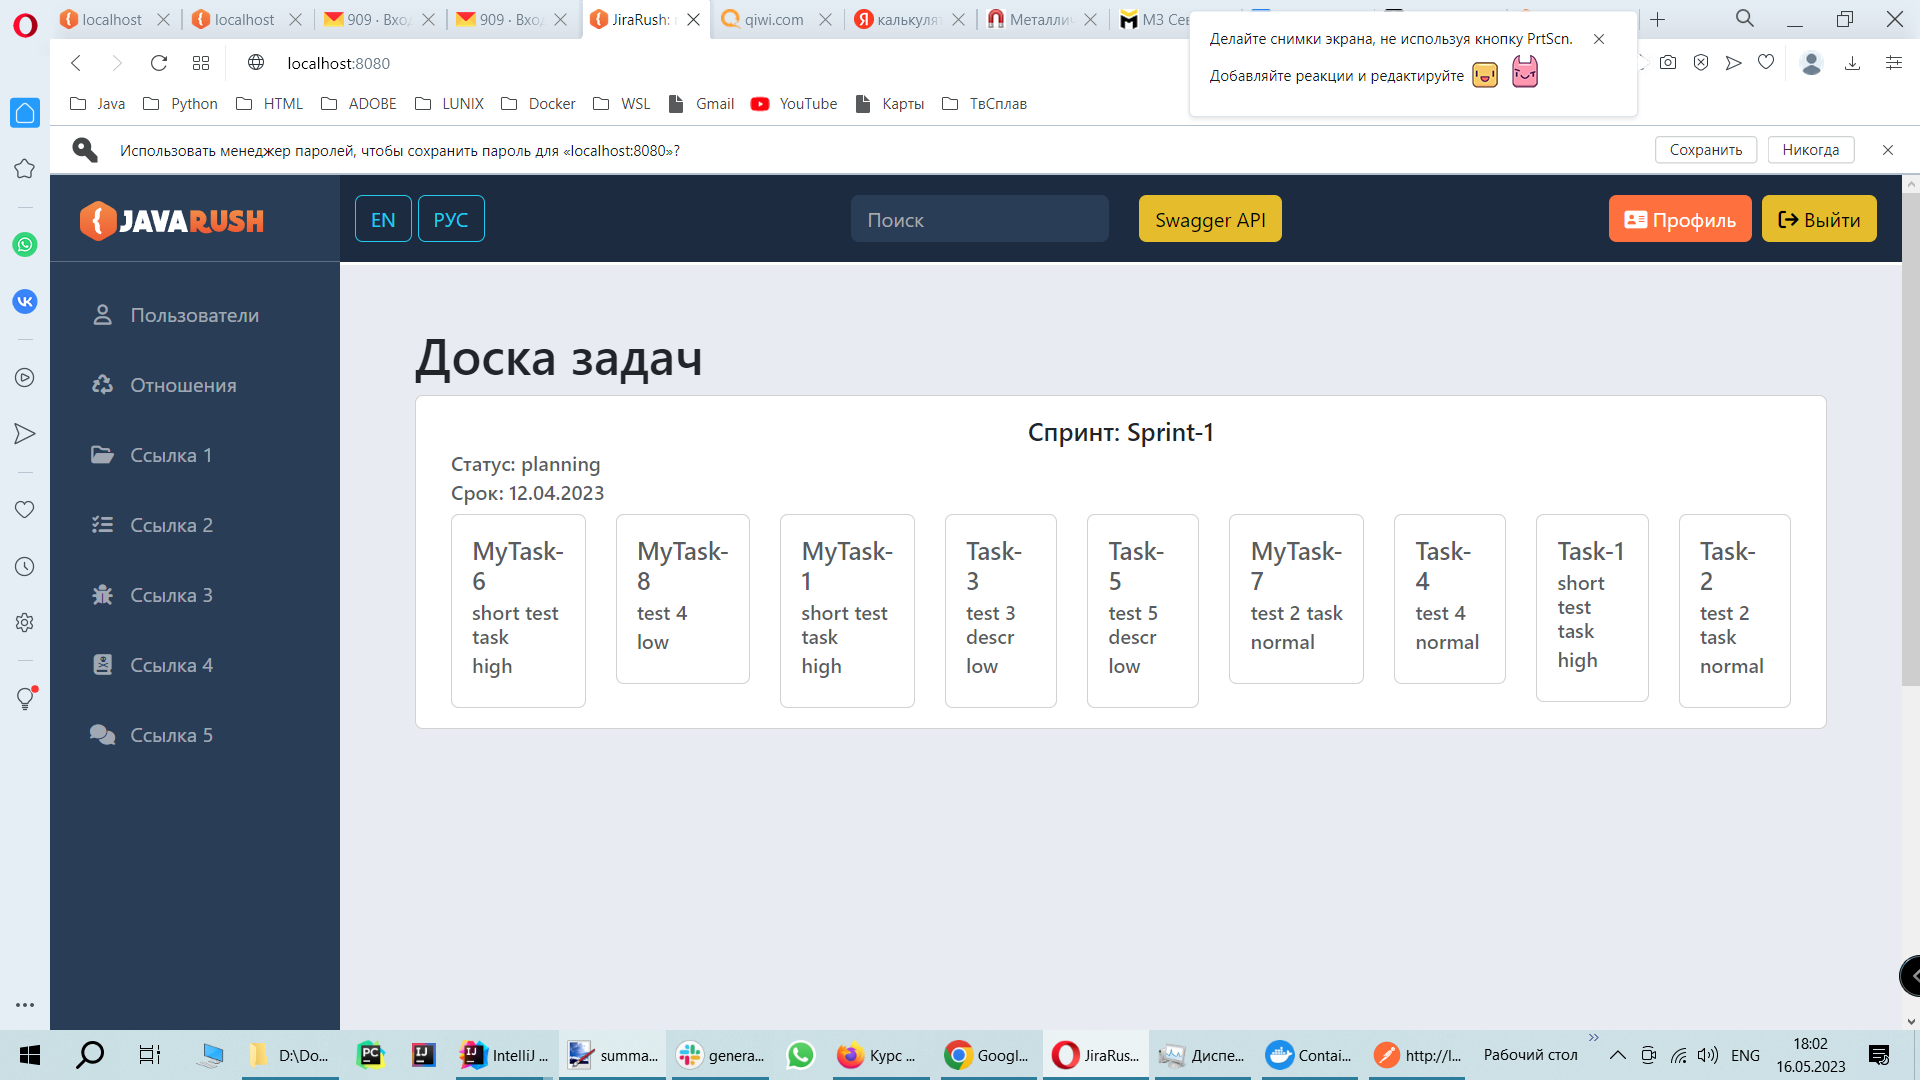 localhost
localhost
909 · Вхо
909 · Вхо
JiraRush:
qiwi.com
калькуля
Металли
МЗ Сев
Делайте снимки экрана, не используя кнопку PrtScn.
Добавляйте реакции и редактируйте
localhost:8080
Java
Python
HTML
ADOBE
LUNIX
Docker
WSL
Gmail
YouTube
Карты
ТвСплав
Использовать менеджер паролей, чтобы сохранить пароль для «localhost:8080»?
Сохранить
Никогда
JAVARUSH
EN
РУС
Поиск
Swagger API
Профиль
Выйти
Пользователи
Отношения
Ссылка 1
Ссылка 2
Ссылка 3
Ссылка 4
Ссылка 5
Доска задач
Спринт: Sprint-1
Статус: planning
Срок: 12.04.2023
MyTask-
6
short test
task
high
MyTask-
8
test 4
low
MyTask-
1
short test
task
high
Task-
3
test 3
descr
low
Task-
5
test 5
descr
low
MyTask-
7
test 2 task
normal
Task-
4
test 4
normal
Task-1
short
test
task
high
Task-
2
test 2
task
normal
D:\Do...
PC
IJ
IntelliJ ...
summa...
genera...
Курс ...
Googl...
JiraRus...
Диспе...
Contai...
http://l...
Рабочий стол
ENG
18:02
16.05.2023